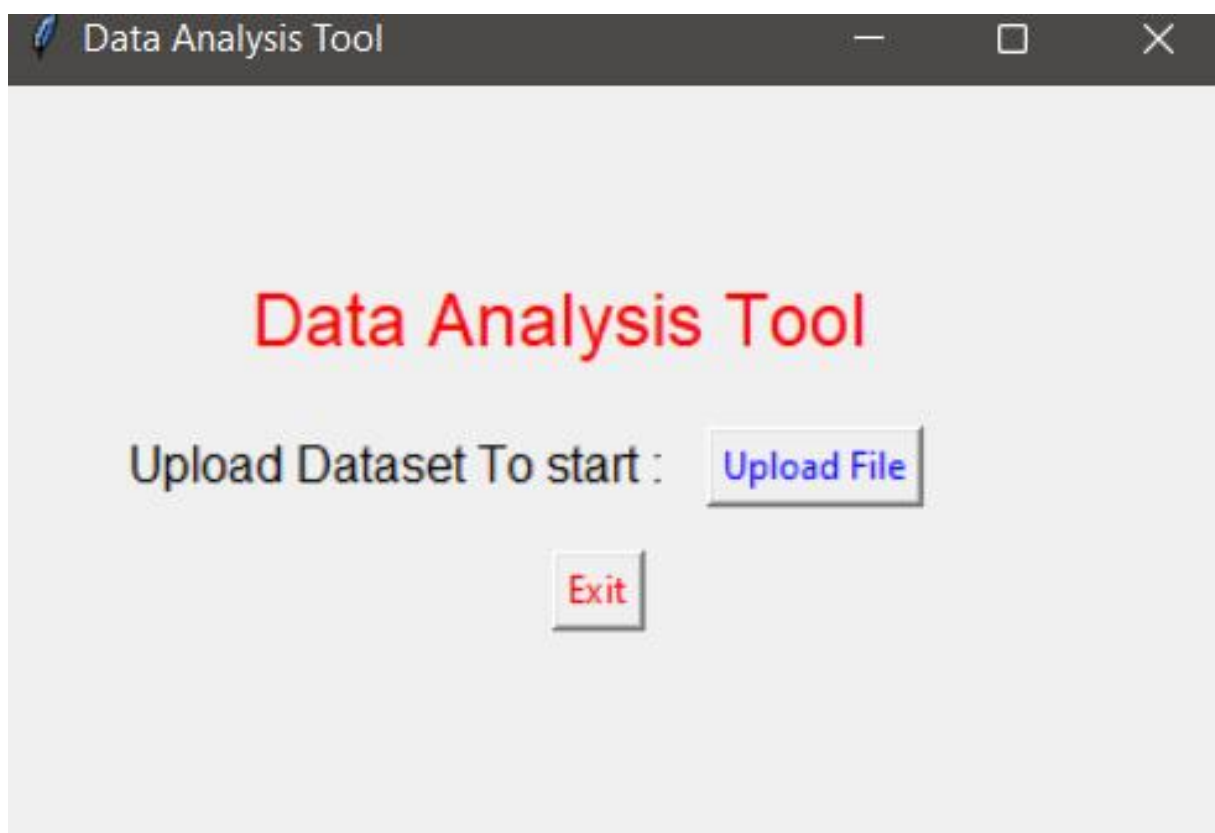 Data Analysis Tool
Data Analysis Tool
Upload Dataset To start : Upload File
Exit